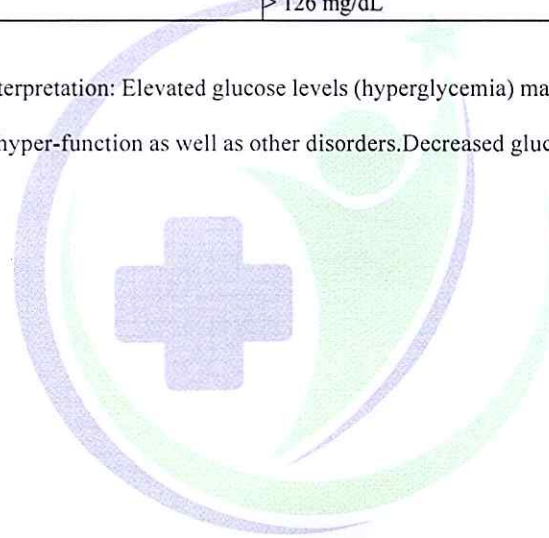 > 126 mg/dL
terpretation: Elevated glucose levels (hyperglycemia) ma
hyper-function as well as other disorders.Decreased gluc